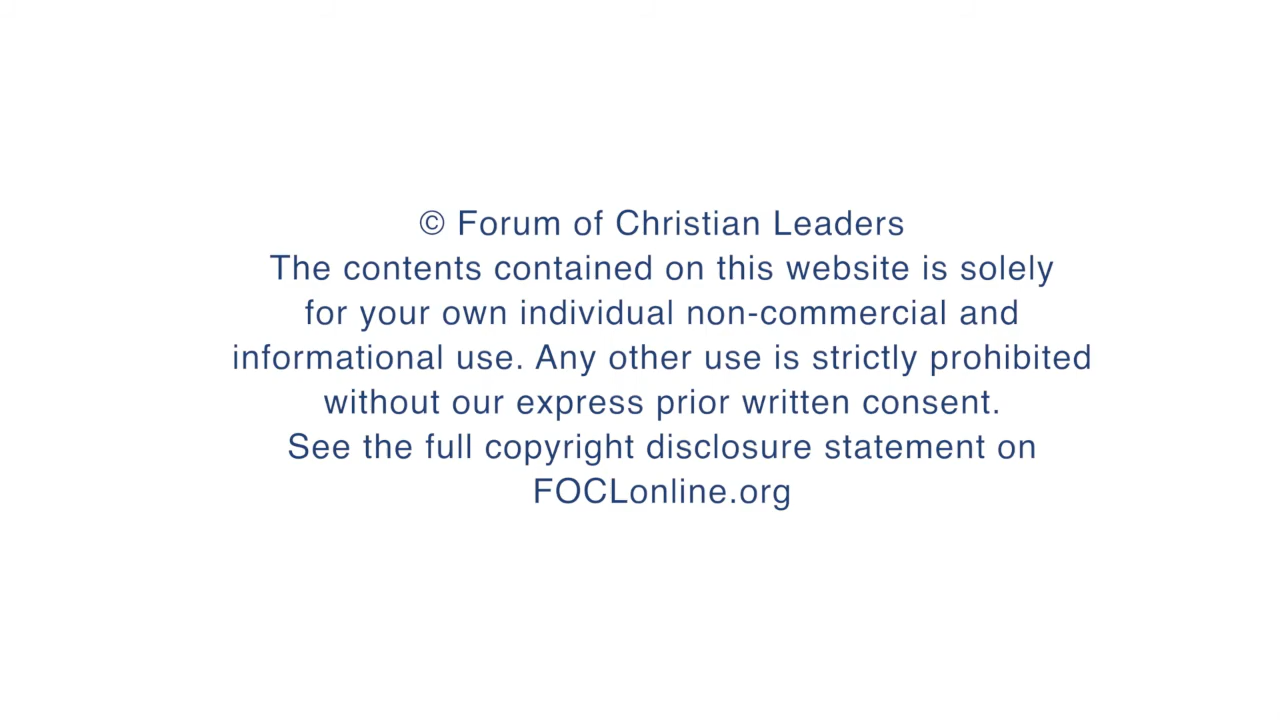 © Forum of Christian Leaders
The contents contained on this website is solely
for your own individual non-commercial and
informational use. Any other use is strictly prohibited
without our express prior written consent.
See the full copyright disclosure statement on
FOCLonline.org